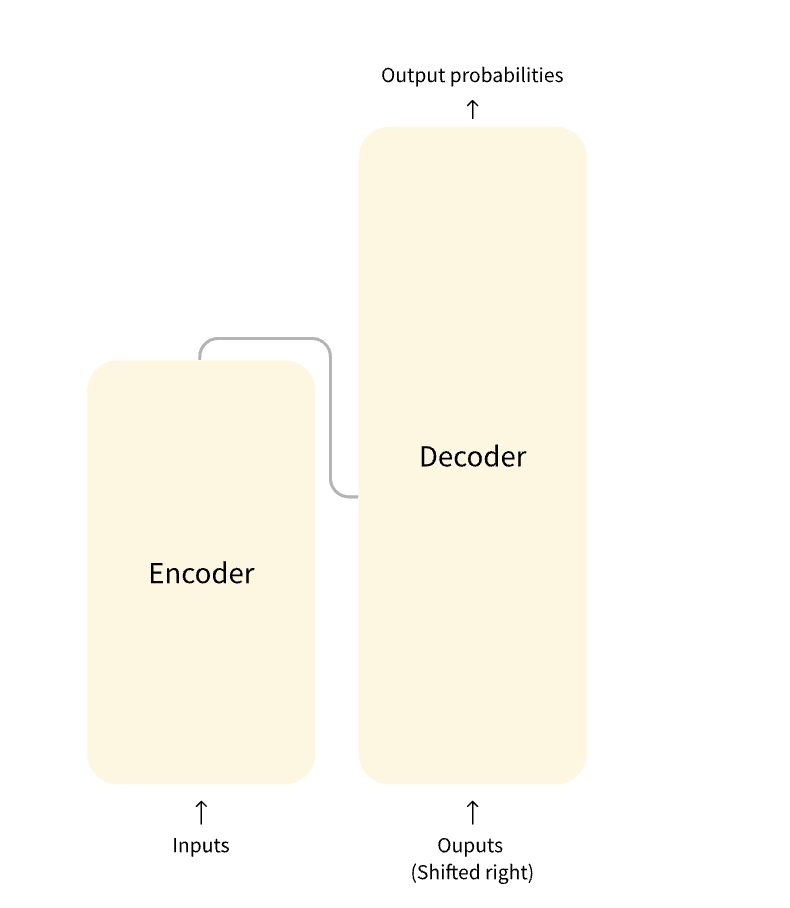 Output probabilities
↑
Decoder
Encoder
↑
Inputs
↑
Ouputs
(Shifted right)